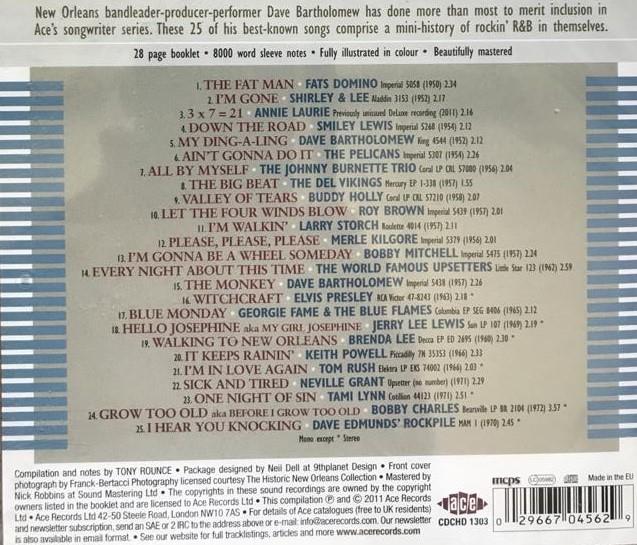 New Orleans bandleader-producer-performer Dave Bartholomew has done more than most to merit inclusion in
Ace's songwriter series. These 25 of his best-known songs comprise a mini-history of rockin' R&B in themselves.
28 page booklet • 8000 word sleeve notes • Fully illustrated in colour • Beautifully mastered
1. THE FAT MAN • FATS DOMINO Imperial 5058 (1950) 2.34
2. I'M GONE • SHIRLEY & LEE Aladdin 3153 (1952) 2.17
3. 3 x 7 = 21 • ANNIE LAURIE Previously unissued DeLuxe recording (2011) 2.16
4. DOWN THE ROAD • SMILEY LEWIS Imperial 5268 (1954) 2.12
5. MY DING-A-LING • DAVE BARTHOLOMEW King 4544 (1952) 2.12
6. AIN'T GONNA DO IT • THE PELICANS Imperial 5307 (1954) 2.26
7. ALL BY MYSELF • THE JOHNNY BURNETTE TRIO Coral LP CRL 57080 (1956) 2.04
8. THE BIG BEAT • THE DEL VIKINGS Mercury EP 1-338 (1957) 1.55
9. VALLEY OF TEARS • BUDDY HOLLY Coral LP CRL 57210 (1958) 2.07
10. LET THE FOUR WINDS BLOW • ROY BROWN Imperial 5439 (1957) 2.01
11. I'M WALKIN' • LARRY STORCH Roulette 4014 (1957) 2.11
12. PLEASE, PLEASE, PLEASE • MERLE KILGORE Imperial 5379 (1956) 2.01
13. I'M GONNA BE A WHEEL SOMEDAY • BOBBY MITCHELL Imperial 5475 (1957) 2.24
14. EVERY NIGHT ABOUT THIS TIME • THE WORLD FAMOUS UPSETTERS Little Star 123 (1962) 2.59
15. THE MONKEY • DAVE BARTHOLOMEW Imperial 5438 (1957) 2.26
16. WITCHCRAFT • ELVIS PRESLEY RCA Victor 47-8243 (1963) 2.18 *
17. BLUE MONDAY • GEORGIE FAME & THE BLUE FLAMES Columbia EP SEG 8406 (1965) 2.12
18. HELLO JOSEPHINE aka MY GIRL JOSEPHINE • JERRY LEE LEWIS Sun LP 107 (1969) 2.19 *
19. WALKING TO NEW ORLEANS • BRENDA LEE Decca EP ED 2695 (1960) 2.30 *
20. IT KEEPS RAININ' • KEITH POWELL Piccadilly 7N 35353 (1966) 2.33
21. I'M IN LOVE AGAIN • TOM RUSH Elektra LP EKS 74002 (1966) 2.03 *
22. SICK AND TIRED • NEVILLE GRANT Upsetter (no number) (1971) 2.29
23. ONE NIGHT OF SIN • TAMI LYNN Cotillion 44123 (1971) 2.51 *
24. GROW TOO OLD aka BEFORE I GROW TOO OLD • BOBBY CHARLES Bearsville LP BR 2104 (1972) 3.57 *
25. I HEAR YOU KNOCKING • DAVE EDMUNDS' ROCKPILE MAM 1 (1970) 2.45 *
Mono except * Stereo
Compilation and notes by TONY ROUNCE • Package designed by Neil Dell at 9thplanet Design • Front cover
photograph by Franck-Bertacci Photography licensed courtesy The Historic New Orleans Collection • Mastered by
Nick Robbins at Sound Mastering Ltd • The copyrights in these sound recordings are owned by the copyright
owners listed in the booklet and are licenced to Ace Records Ltd • This compilation ℗ and © 2011 Ace Records
Ltd • Ace Records Ltd 42-50 Steele Road, London NW10 7AS • For details of Ace catalogues (free to UK residents)
and newsletter subscription, send an SAE or 2 IRC to the address above or e-mail: info@acerecords.com. Our newsletter
is also available in email format. • See our website for full tracklistings, articles and more www.acerecords.com
ace
CDCHD 1303
mcps
LC 05982
Made in the EU
0 29667 04562 9